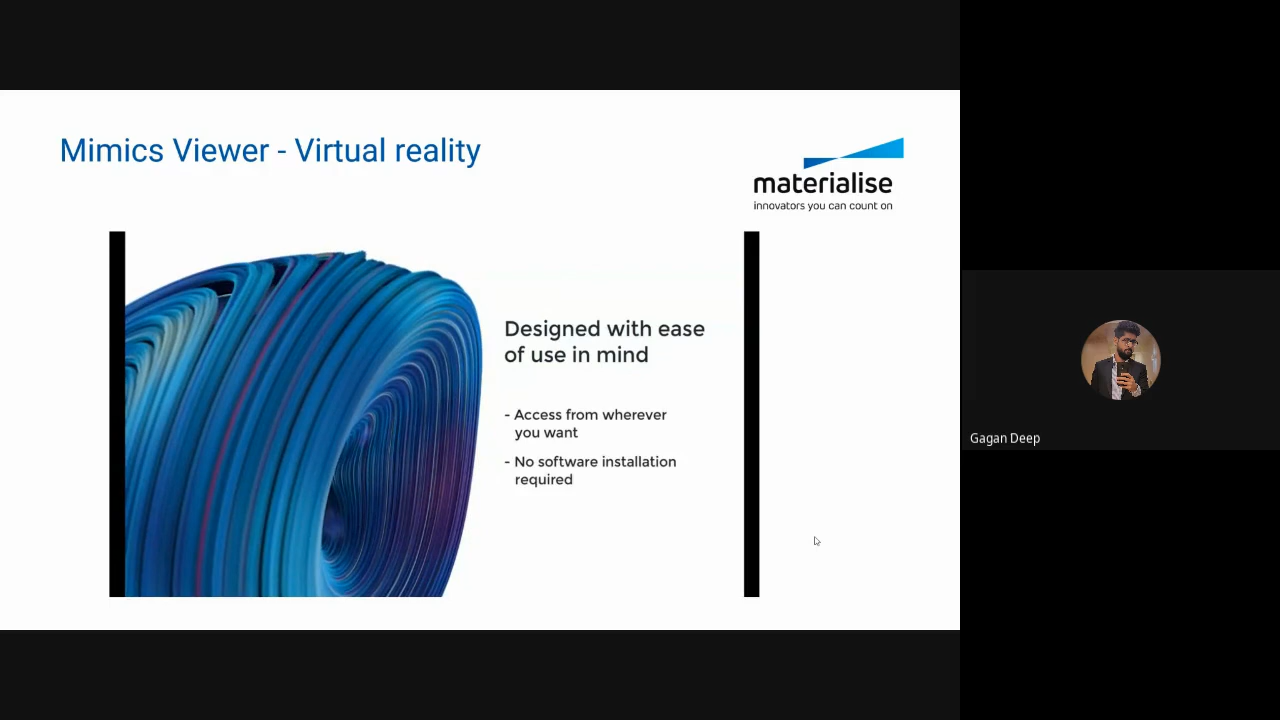 Mimics Viewer - Virtual reality
materialise
innovators you can count on
Designed with ease
of use in mind
- Access from wherever
you want
- No software installation
required
Gagan Deep